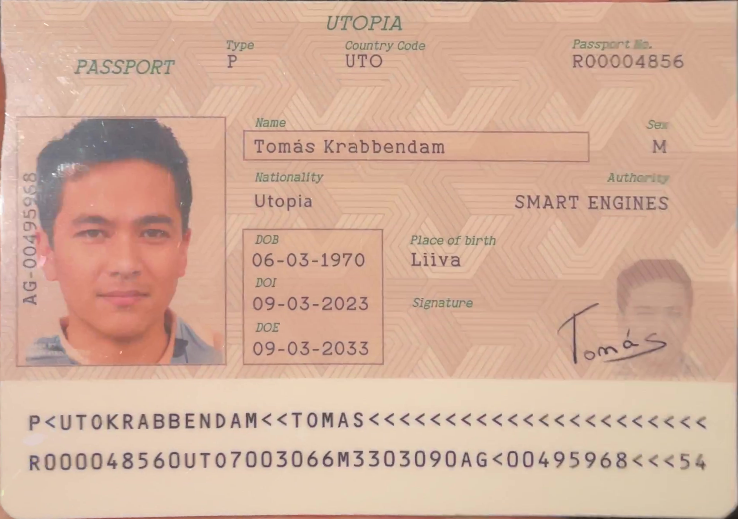 UTOPIA
PASSPORT
Type
P
Country Code
UTO
Passport No.
R00004856
Name
Tomás Krabbendam
Sex
M
Nationality
Utopia
Authority
SMART ENGINES
DOB
06-03-1970
Place of birth
Liiva
DOI
09-03-2023
Signature
Tomás
DOE
09-03-2033
AG-00495968
P<UTOKRABBENDAM<<TOMAS<<<<<<<<<<<<<<<<<<<<<<
R000048560UTO7003066M3303090AG<00495968<<<54